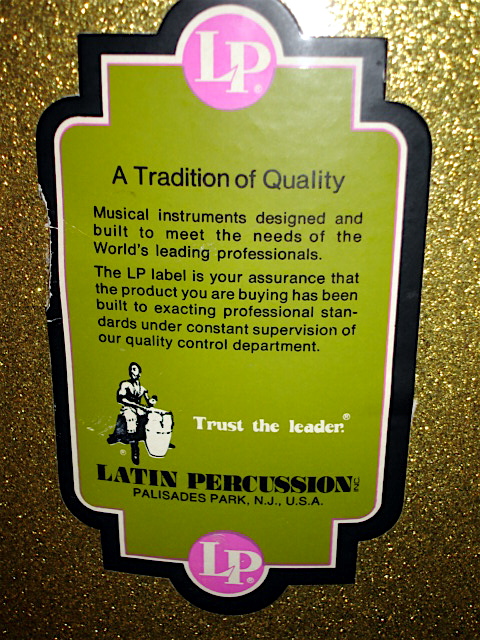 LP®
A Tradition of Quality
Musical instruments designed and
built to meet the needs of the
World's leading professionals.
The LP label is your assurance that
the product you are buying has been
built to exacting professional stan-
dards under constant supervision of
our quality control department.
Trust the leader.®
®
LATIN PERCUSSION INC
PALISADES PARK, N.J., U.S.A.
LP®